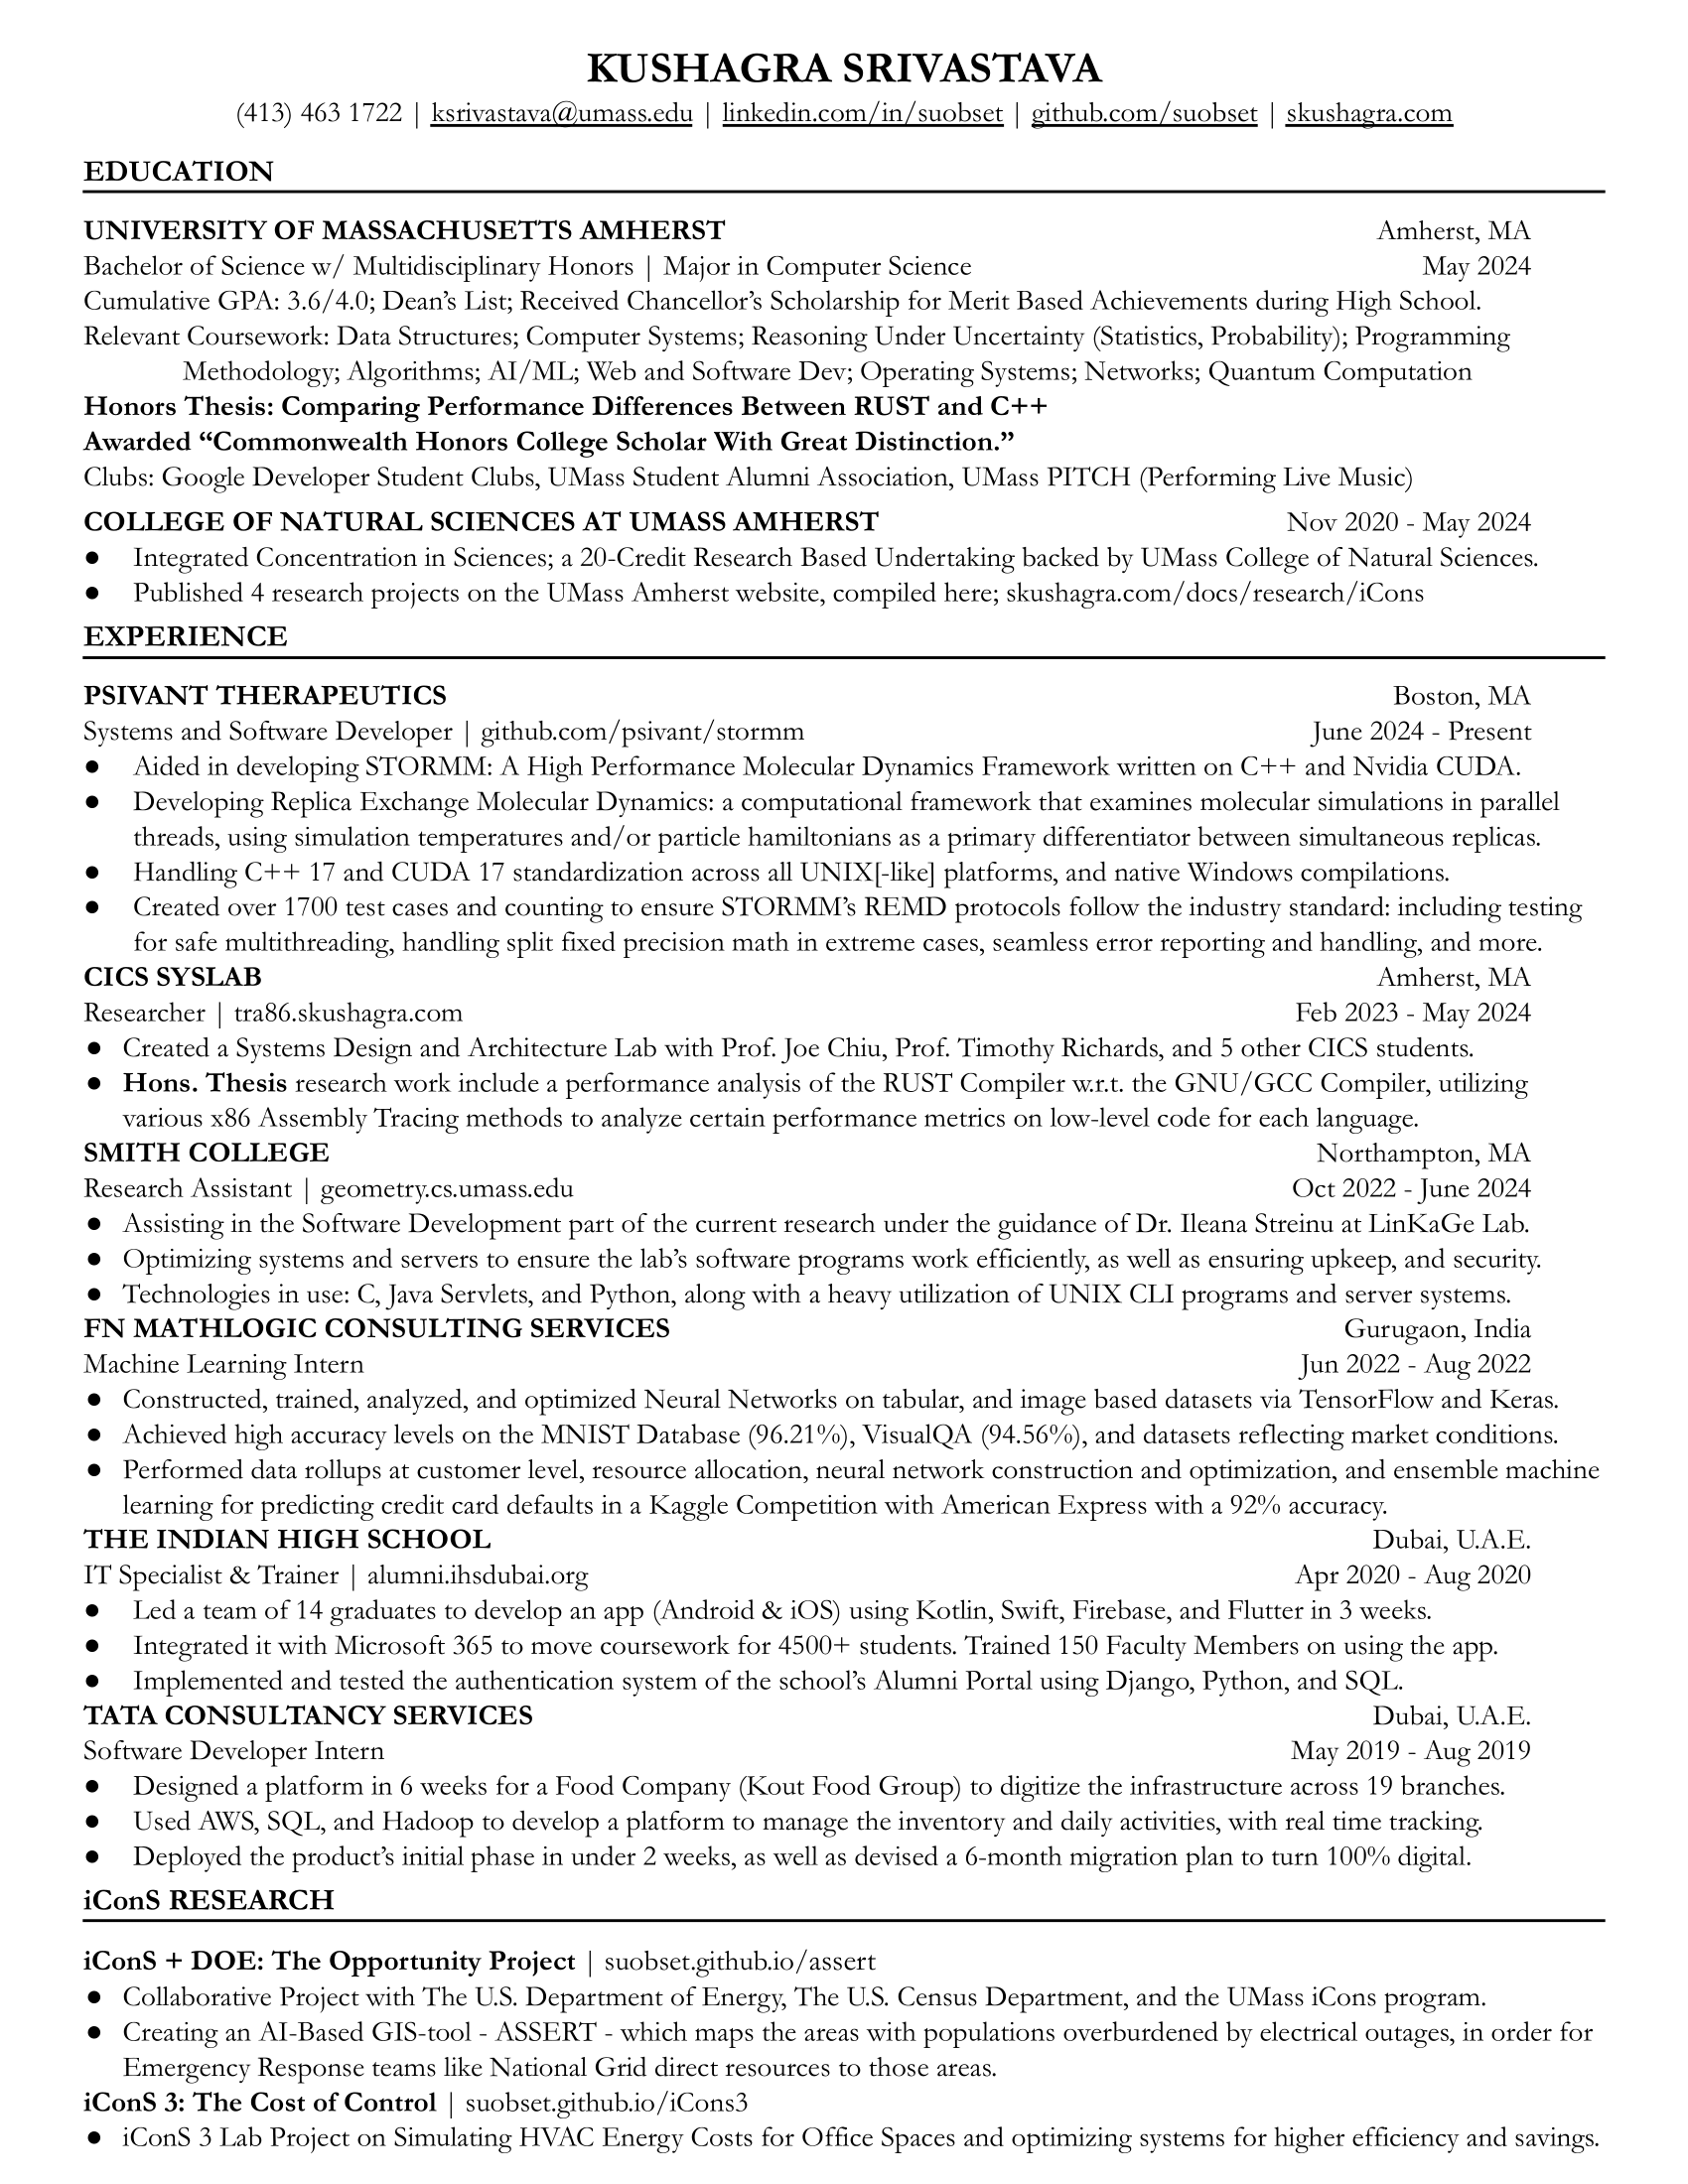 KUSHAGRA SRIVASTAVA
(413) 463 1722 | ksrivastava@umass.edu | linkedin.com/in/suobset | github.com/suobset | skushagra.com
EDUCATION
UNIVERSITY OF MASSACHUSETTS AMHERST Amherst, MA
Bachelor of Science w/ Multidisciplinary Honors | Major in Computer Science May 2024
Cumulative GPA: 3.6/4.0; Dean’s List; Received Chancellor’s Scholarship for Merit Based Achievements during High School.
Relevant Coursework: Data Structures; Computer Systems; Reasoning Under Uncertainty (Statistics, Probability); Programming
Methodology; Algorithms; AI/ML; Web and Software Dev; Operating Systems; Networks; Quantum Computation
Honors Thesis: Comparing Performance Differences Between RUST and C++
Awarded “Commonwealth Honors College Scholar With Great Distinction.”
Clubs: Google Developer Student Clubs, UMass Student Alumni Association, UMass PITCH (Performing Live Music)
COLLEGE OF NATURAL SCIENCES AT UMASS AMHERST Nov 2020 - May 2024
● Integrated Concentration in Sciences; a 20-Credit Research Based Undertaking backed by UMass College of Natural Sciences.
● Published 4 research projects on the UMass Amherst website, compiled here; skushagra.com/docs/research/iCons
EXPERIENCE
PSIVANT THERAPEUTICS Boston, MA
Systems and Software Developer | github.com/psivant/stormm June 2024 - Present
● Aided in developing STORMM: A High Performance Molecular Dynamics Framework written on C++ and Nvidia CUDA.
● Developing Replica Exchange Molecular Dynamics: a computational framework that examines molecular simulations in parallel
threads, using simulation temperatures and/or particle hamiltonians as a primary differentiator between simultaneous replicas.
● Handling C++ 17 and CUDA 17 standardization across all UNIX[-like] platforms, and native Windows compilations.
● Created over 1700 test cases and counting to ensure STORMM’s REMD protocols follow the industry standard: including testing
for safe multithreading, handling split fixed precision math in extreme cases, seamless error reporting and handling, and more.
CICS SYSLAB Amherst, MA
Researcher | tra86.skushagra.com Feb 2023 - May 2024
● Created a Systems Design and Architecture Lab with Prof. Joe Chiu, Prof. Timothy Richards, and 5 other CICS students.
● Hons. Thesis research work include a performance analysis of the RUST Compiler w.r.t. the GNU/GCC Compiler, utilizing
various x86 Assembly Tracing methods to analyze certain performance metrics on low-level code for each language.
SMITH COLLEGE Northampton, MA
Research Assistant | geometry.cs.umass.edu Oct 2022 - June 2024
● Assisting in the Software Development part of the current research under the guidance of Dr. Ileana Streinu at LinKaGe Lab.
● Optimizing systems and servers to ensure the lab’s software programs work efficiently, as well as ensuring upkeep, and security.
● Technologies in use: C, Java Servlets, and Python, along with a heavy utilization of UNIX CLI programs and server systems.
FN MATHLOGIC CONSULTING SERVICES Gurugaon, India
Machine Learning Intern Jun 2022 - Aug 2022
● Constructed, trained, analyzed, and optimized Neural Networks on tabular, and image based datasets via TensorFlow and Keras.
● Achieved high accuracy levels on the MNIST Database (96.21%), VisualQA (94.56%), and datasets reflecting market conditions.
● Performed data rollups at customer level, resource allocation, neural network construction and optimization, and ensemble machine
learning for predicting credit card defaults in a Kaggle Competition with American Express with a 92% accuracy.
THE INDIAN HIGH SCHOOL Dubai, U.A.E.
IT Specialist & Trainer | alumni.ihsdubai.org Apr 2020 - Aug 2020
● Led a team of 14 graduates to develop an app (Android & iOS) using Kotlin, Swift, Firebase, and Flutter in 3 weeks.
● Integrated it with Microsoft 365 to move coursework for 4500+ students. Trained 150 Faculty Members on using the app.
● Implemented and tested the authentication system of the school’s Alumni Portal using Django, Python, and SQL.
TATA CONSULTANCY SERVICES Dubai, U.A.E.
Software Developer Intern May 2019 - Aug 2019
● Designed a platform in 6 weeks for a Food Company (Kout Food Group) to digitize the infrastructure across 19 branches.
● Used AWS, SQL, and Hadoop to develop a platform to manage the inventory and daily activities, with real time tracking.
● Deployed the product’s initial phase in under 2 weeks, as well as devised a 6-month migration plan to turn 100% digital.
iConS RESEARCH
iConS + DOE: The Opportunity Project | suobset.github.io/assert
● Collaborative Project with The U.S. Department of Energy, The U.S. Census Department, and the UMass iCons program.
● Creating an AI-Based GIS-tool - ASSERT - which maps the areas with populations overburdened by electrical outages, in order for
Emergency Response teams like National Grid direct resources to those areas.
iConS 3: The Cost of Control | suobset.github.io/iCons3
● iConS 3 Lab Project on Simulating HVAC Energy Costs for Office Spaces and optimizing systems for higher efficiency and savings.